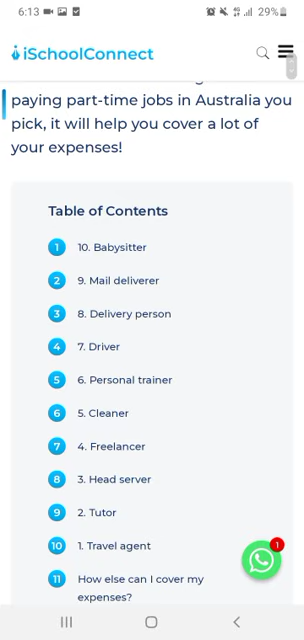 6:13
29%
iSchoolConnect
paying part-time jobs in Australia you
pick, it will help you cover a lot of
your expenses!
Table of Contents
1 10. Babysitter
2 9. Mail deliverer
3 8. Delivery person
4 7. Driver
5 6. Personal trainer
6 5. Cleaner
7 4. Freelancer
8 3. Head server
9 2. Tutor
10 1. Travel agent
1
11 How else can I cover my
expenses?